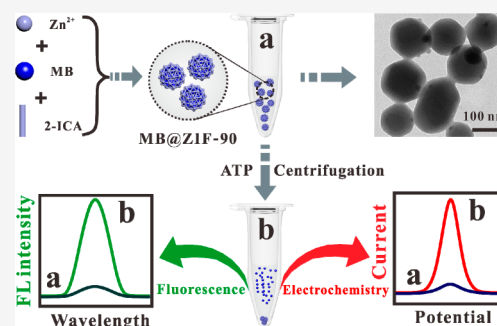 Zn²⁺
+
MB
+
2-ICA
MB@ZIF-90
a
100 nm
ATP Centrifugation
b
FL intensity
a
b
Wavelength
Fluorescence
Electrochemistry
Current
a
b
Potential